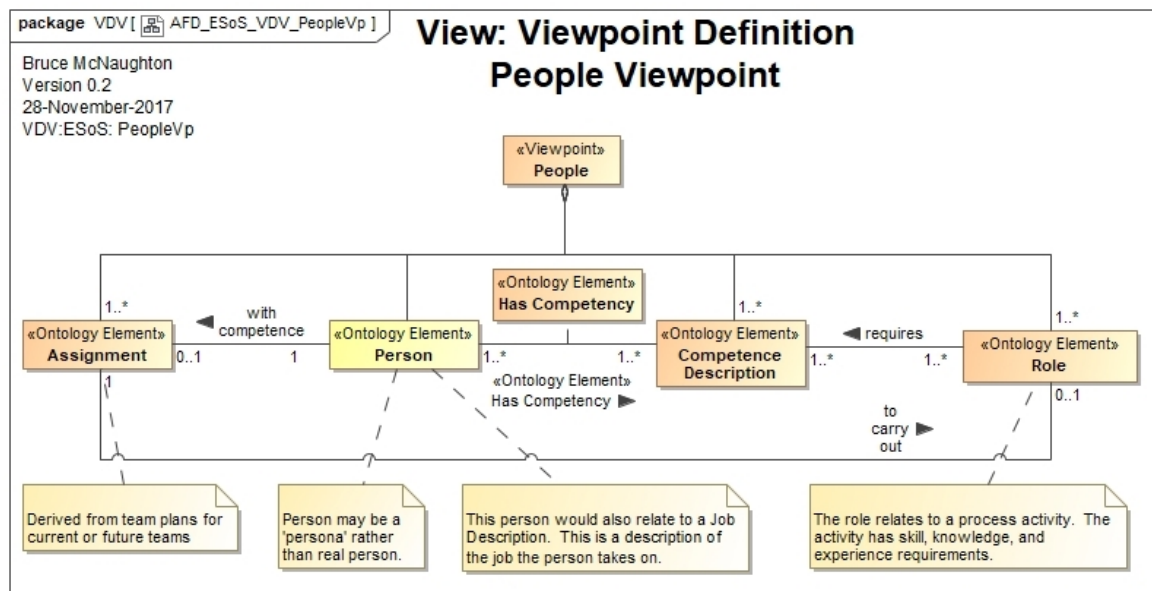 package VDV [ AFD_ESoS_VDV_PeopleVp ]
View: Viewpoint Definition
People Viewpoint
Bruce McNaughton
Version 0.2
28-November-2017
VDV:ESoS: PeopleVp
«Viewpoint»
People
«Ontology Element»
Has Competency
1..*
1..*
1..*
«Ontology Element»
Assignment
with
competence
0..1
1
«Ontology Element»
Person
1..*
1..*
«Ontology Element»
Has Competency
«Ontology Element»
Competence
Description
requires
1..*
1..*
«Ontology Element»
Role
1
0..1
to
carry
out
Derived from team plans for
current or future teams
Person may be a
'persona' rather
than real person.
This person would also relate to a Job
Description. This is a description of
the job the person takes on.
The role relates to a process activity. The
activity has skill, knowledge, and
experience requirements.